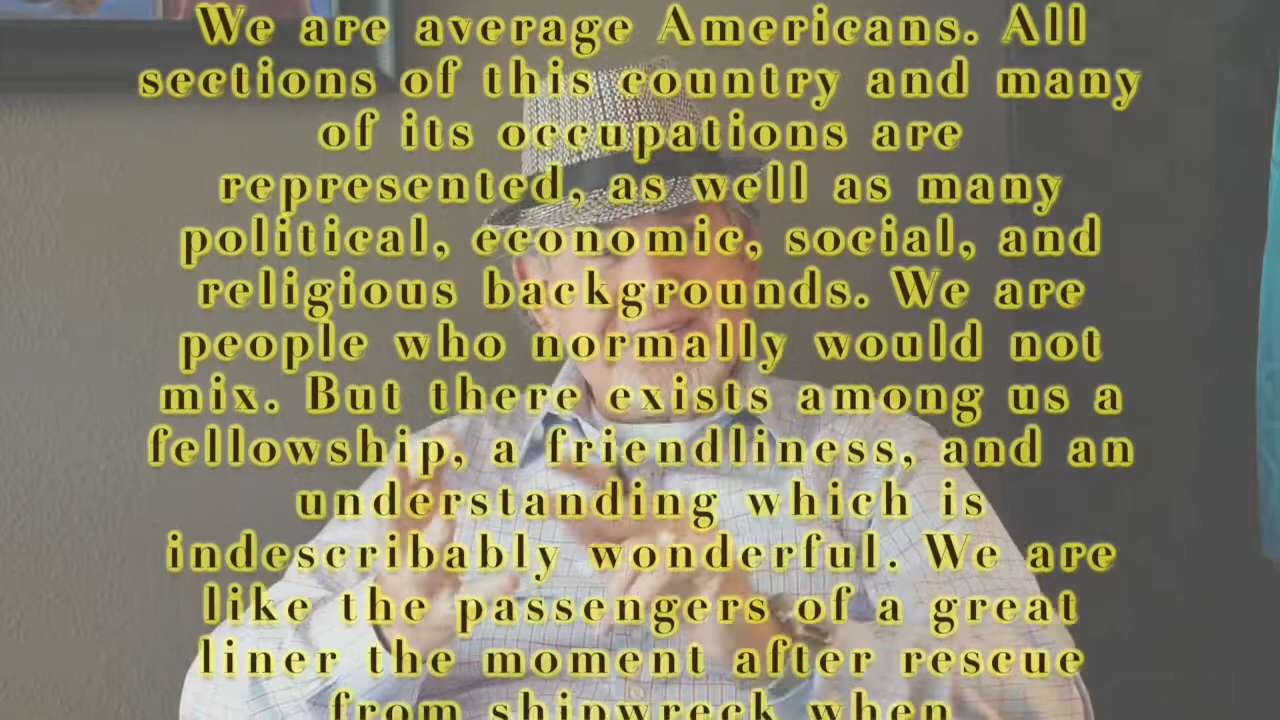 We are average Americans. All
sections of this country and many
of its occupations are
represented, as well as many
political, economic, social, and
religious backgrounds. We are
people who normally would not
mix. But there exists among us a
fellowship, a friendliness, and an
understanding which is
indescribably wonderful. We are
like the passengers of a great
liner the moment after rescue
from shipwreck when